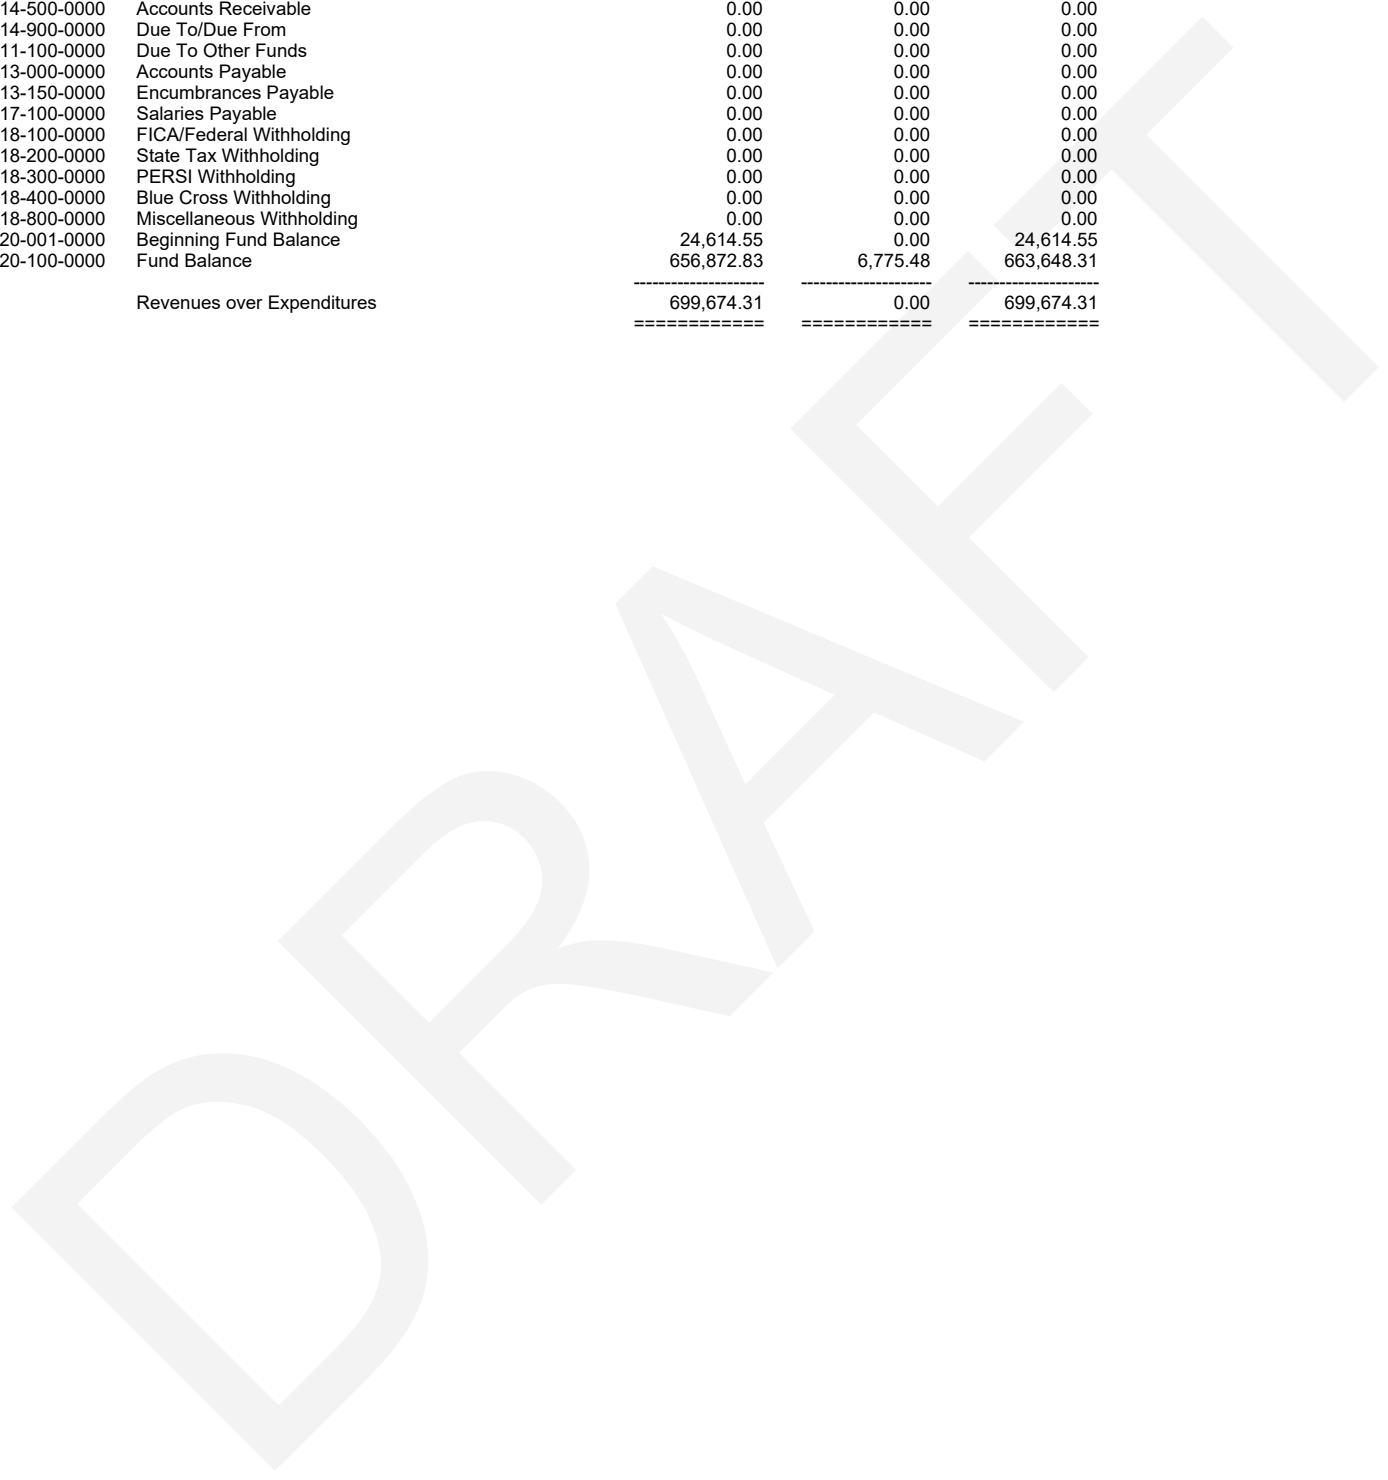 14-500-0000 Accounts Receivable 0.00 0.00 0.00
14-900-0000 Due To/Due From 0.00 0.00 0.00
11-100-0000 Due To Other Funds 0.00 0.00 0.00
13-000-0000 Accounts Payable 0.00 0.00 0.00
13-150-0000 Encumbrances Payable 0.00 0.00 0.00
17-100-0000 Salaries Payable 0.00 0.00 0.00
18-100-0000 FICA/Federal Withholding 0.00 0.00 0.00
18-200-0000 State Tax Withholding 0.00 0.00 0.00
18-300-0000 PERSI Withholding 0.00 0.00 0.00
18-400-0000 Blue Cross Withholding 0.00 0.00 0.00
18-800-0000 Miscellaneous Withholding 0.00 0.00 0.00
20-001-0000 Beginning Fund Balance 24,614.55 0.00 24,614.55
20-100-0000 Fund Balance 656,872.83 6,775.48 663,648.31
--------------------- --------------------- ---------------------
Revenues over Expenditures 699,674.31 0.00 699,674.31
============ ============ ============
DRAFT